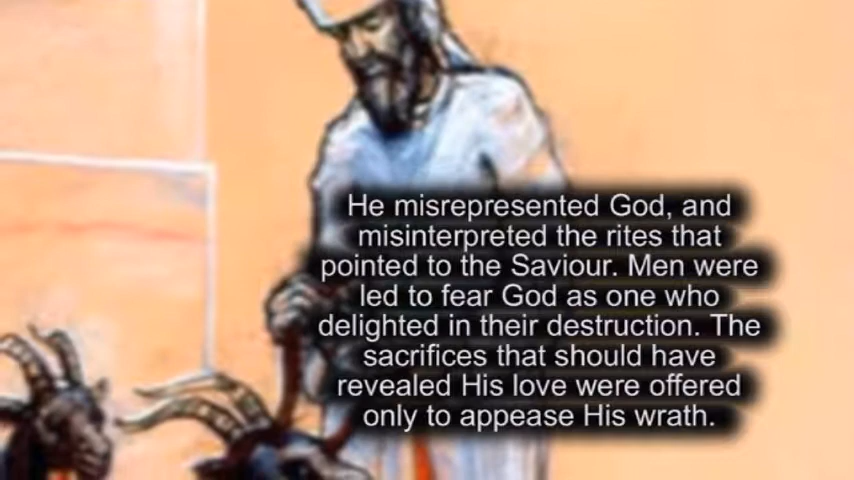 He misrepresented God, and
misinterpreted the rites that
pointed to the Saviour. Men were
led to fear God as one who
delighted in their destruction. The
sacrifices that should have
revealed His love were offered
only to appease His wrath.